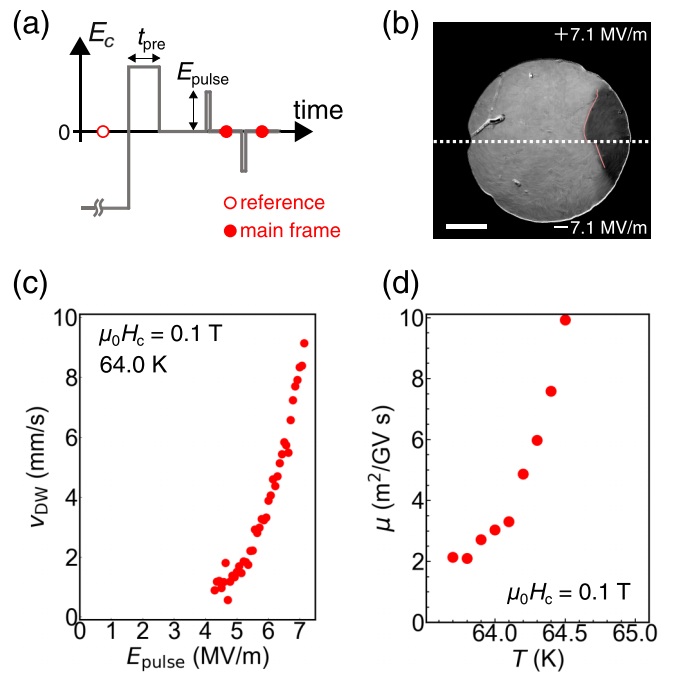 (a)
E_c
t_pre
E_pulse
time
0
reference
main frame
(b)
+7.1 MV/m
−7.1 MV/m
(c)
10
8
6
4
2
0
v_DW (mm/s)
μ₀H_c = 0.1 T
64.0 K
0 1 2 3 4 5 6 7
E_pulse (MV/m)
(d)
10
8
6
4
2
0
μ (m²/GV s)
μ₀H_c = 0.1 T
64.0 64.5 65.0
T (K)